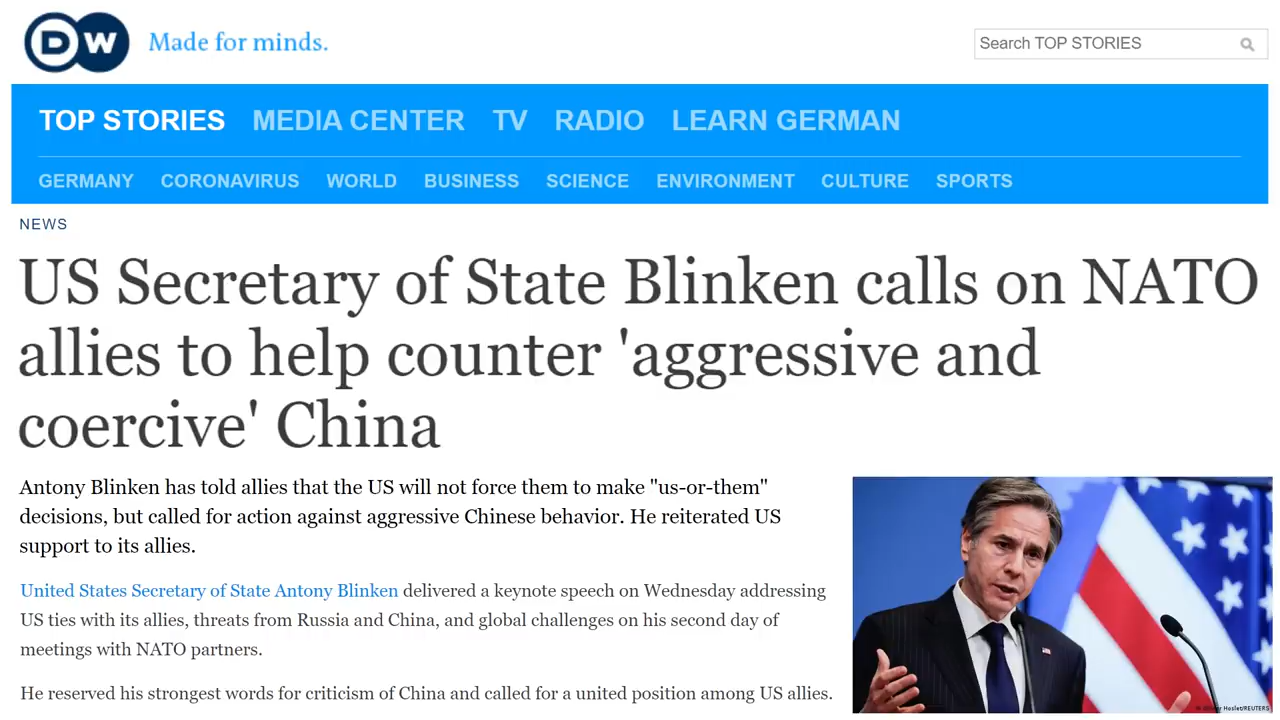 DW Made for minds.
Search TOP STORIES
TOP STORIES MEDIA CENTER TV RADIO LEARN GERMAN
GERMANY CORONAVIRUS WORLD BUSINESS SCIENCE ENVIRONMENT CULTURE SPORTS
NEWS
US Secretary of State Blinken calls on NATO
allies to help counter 'aggressive and
coercive' China
Antony Blinken has told allies that the US will not force them to make "us-or-them"
decisions, but called for action against aggressive Chinese behavior. He reiterated US
support to its allies.
United States Secretary of State Antony Blinken delivered a keynote speech on Wednesday addressing
US ties with its allies, threats from Russia and China, and global challenges on his second day of
meetings with NATO partners.
He reserved his strongest words for criticism of China and called for a united position among US allies.
Hoslet/REUTERS